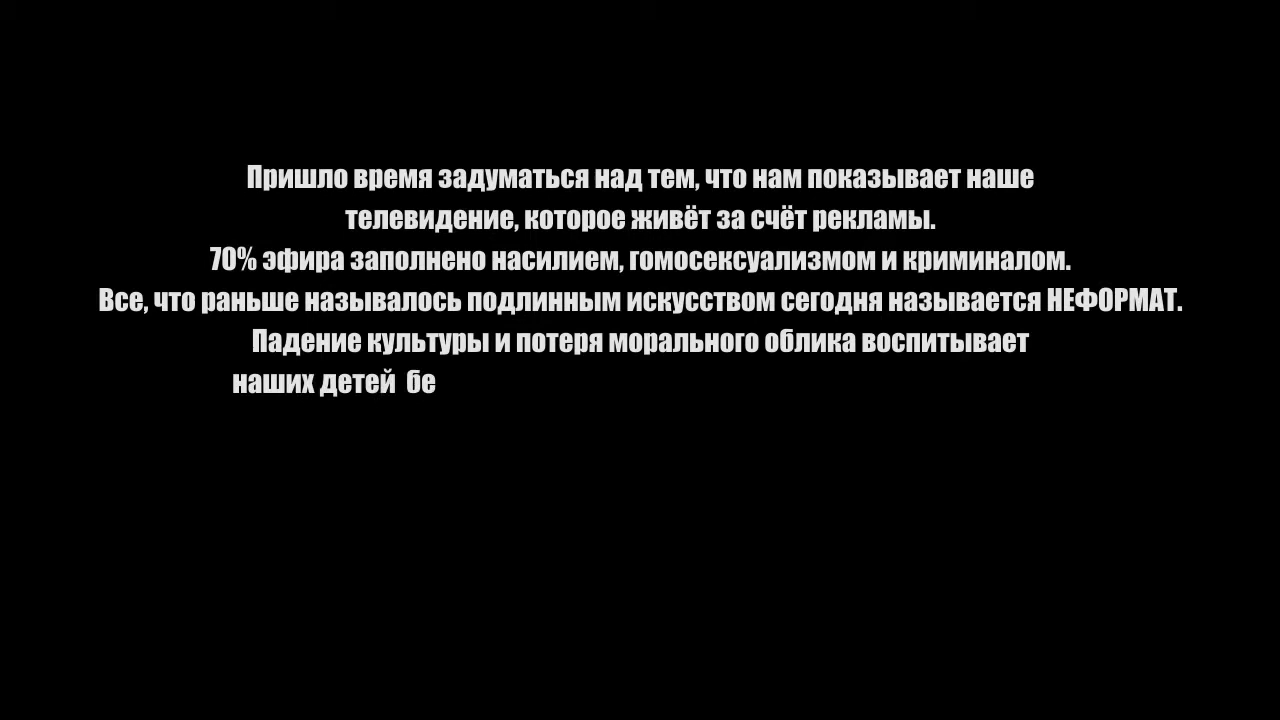 Пришло время задуматься над тем, что нам показывает наше
телевидение, которое живёт за счёт рекламы.
70% эфира заполнено насилием, гомосексуализмом и криминалом.
Все, что раньше называлось подлинным искусством сегодня называется НЕФОРМАТ.
Падение культуры и потеря морального облика воспитывает
наших детей бе